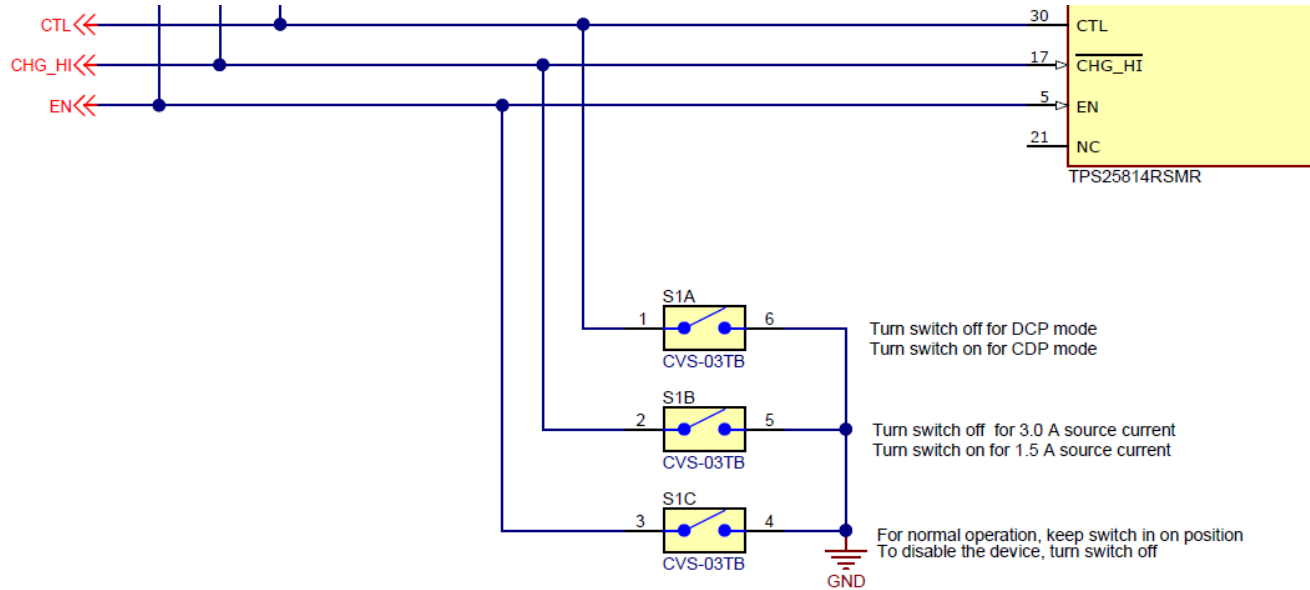 CTL
30
CTL
CHG_HI
17
CHG_HI
EN
5
EN
21
NC
TPS25814RSMR
S1A
1
6
CVS-03TB
Turn switch off for DCP mode
Turn switch on for CDP mode
S1B
2
5
CVS-03TB
Turn switch off for 3.0 A source current
Turn switch on for 1.5 A source current
S1C
3
4
CVS-03TB
For normal operation, keep switch in on position
To disable the device, turn switch off
GND